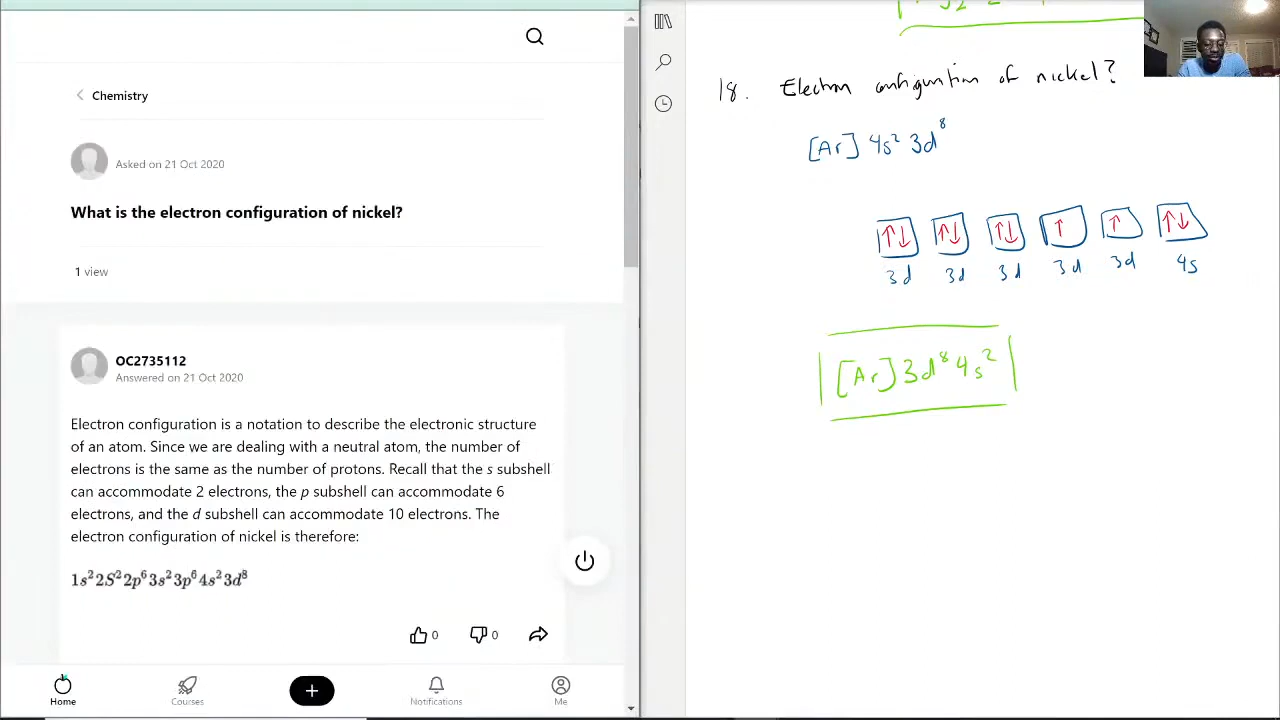 Chemistry
Asked on 21 Oct 2020
What is the electron configuration of nickel?
1 view
OC2735112
Answered on 21 Oct 2020
Electron configuration is a notation to describe the electronic structure
of an atom. Since we are dealing with a neutral atom, the number of
electrons is the same as the number of protons. Recall that the s subshell
can accommodate 2 electrons, the p subshell can accommodate 6
electrons, and the d subshell can accommodate 10 electrons. The
electron configuration of nickel is therefore:
1s²2S²2p⁶3s²3p⁶4s²3d⁸
0 0
Home Courses Notifications Me
18. Electron configuration of nickel?
[Ar] 4s² 3d⁸
↑↓ ↑↓ ↑↓ ↑ ↑ ↑↓
3d 3d 3d 3d 3d 4s
[Ar] 3d⁸ 4s²